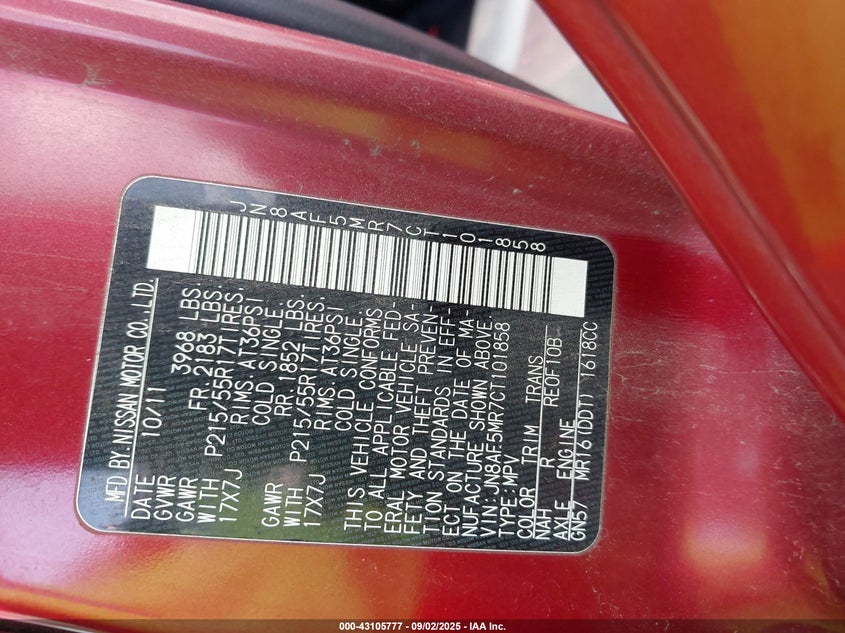 JN8AF5MR7CT101858
MFD BY:NISSAN MOTOR CO.,LTD.
DATE 10/11
GVWR 3968 LBS
GAWR FR.2183 LBS:
WITH P215/55R17TIRES:
17X7J RIMS:AT36PSI
COLD SINGLE.
GAWR RR.1852 LBS:
WITH P215/55R17TIRES:
17X7J RIMS:AT36PSI
COLD SINGLE.
THIS VEHICLE CONFORMS
TO ALL APPLICABLE FED-
ERAL MOTOR VEHICLE SA-
FETY AND THEFT PREVEN-
TION STANDARDS IN EFF-
ECT ON THE DATE OF MA-
NUFACTURE SHOWN ABOVE.
VIN:JN8AF5MR7CT101858
TYPE:MPV
COLOR TRIM TRANS
NAH R RE0F10B-
AXLE ENGINE
GN57 MR16(DDT) 1618CC
000-43105777 - 09/02/2025 - IAA Inc.